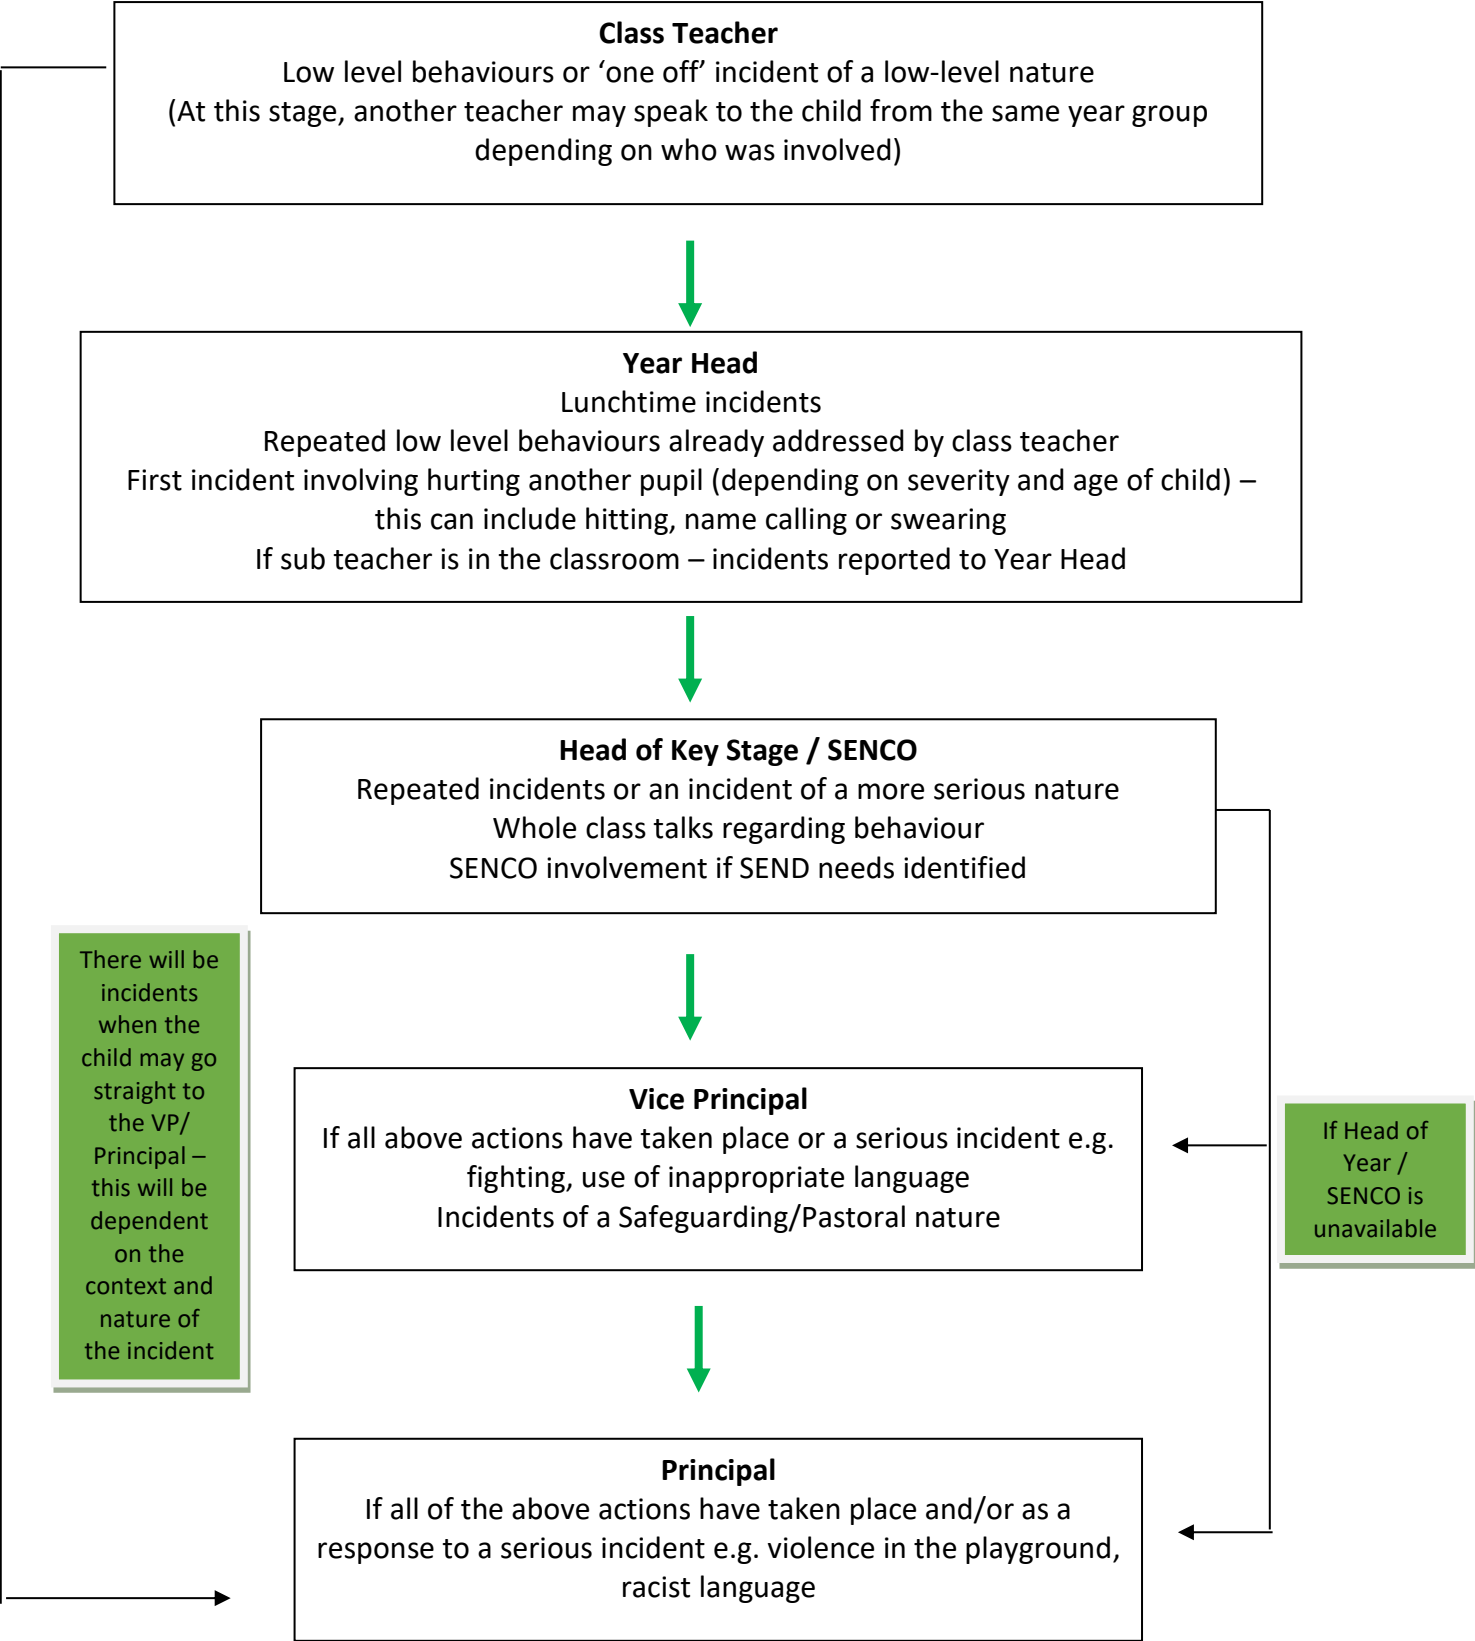 Class Teacher
Low level behaviours or ‘one off’ incident of a low-level nature
(At this stage, another teacher may speak to the child from the same year group
depending on who was involved)
Year Head
Lunchtime incidents
Repeated low level behaviours already addressed by class teacher
First incident involving hurting another pupil (depending on severity and age of child) –
this can include hitting, name calling or swearing
If sub teacher is in the classroom – incidents reported to Year Head
Head of Key Stage / SENCO
Repeated incidents or an incident of a more serious nature
Whole class talks regarding behaviour
SENCO involvement if SEND needs identified
There will be
incidents
when the
child may go
straight to
the VP/
Principal –
this will be
dependent
on the
context and
nature of
the incident
Vice Principal
If all above actions have taken place or a serious incident e.g.
fighting, use of inappropriate language
Incidents of a Safeguarding/Pastoral nature
If Head of
Year /
SENCO is
unavailable
Principal
If all of the above actions have taken place and/or as a
response to a serious incident e.g. violence in the playground,
racist language